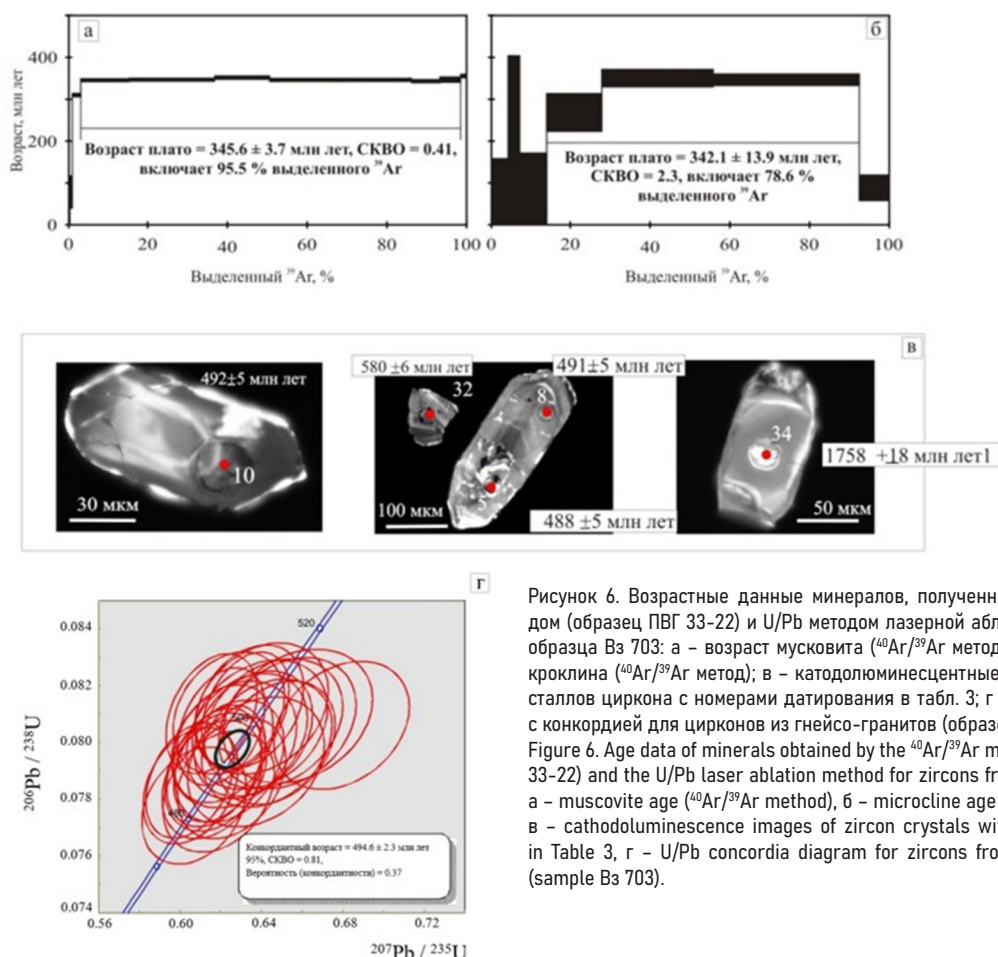 а
400
200
0
Возраст, млн лет
Возраст плато = 345.6 ± 3.7 млн лет, СКВО = 0.41,
включает 95.5 % выделенного ³⁹Ar
0 20 40 60 80 100
Выделенный ³⁹Ar, %
б
Возраст плато = 342.1 ± 13.9 млн лет,
СКВО = 2.3, включает 78.6 %
выделенного ³⁹Ar
20 40 60 80 100
Выделенный ³⁹Ar, %
в
492±5 млн лет
10
30 мкм
580 ±6 млн лет
32
491±5 млн лет
8
5
100 мкм
488 ±5 млн лет
34
1758 ±18 млн лет1
50 мкм
г
0.084
0.082
0.080
0.078
0.076
0.074
²⁰⁶Pb / ²³⁸U
520
Конкордантный возраст = 494.6 ± 2.3 млн лет
95%, СКВО = 0.81,
Вероятность (конкордантности) = 0.37
0.56 0.60 0.64 0.68 0.72
²⁰⁷Pb / ²³⁵U
Рисунок 6. Возрастные данные минералов, полученн
дом (образец ПВГ 33-22) и U/Pb методом лазерной абл
образца Вз 703: а – возраст мусковита (⁴⁰Ar/³⁹Ar метод
кроклина (⁴⁰Ar/³⁹Ar метод); в – катодолюминесцентные
сталлов циркона с номерами датирования в табл. 3; г
с конкордией для цирконов из гнейсо-гранитов (образе
Figure 6. Age data of minerals obtained by the ⁴⁰Ar/³⁹Ar m
33-22) and the U/Pb laser ablation method for zircons fr
а – muscovite age (⁴⁰Ar/³⁹Ar method), б – microcline age
в – cathodoluminescence images of zircon crystals wi
in Table 3, г – U/Pb concordia diagram for zircons fro
(sample Вз 703).